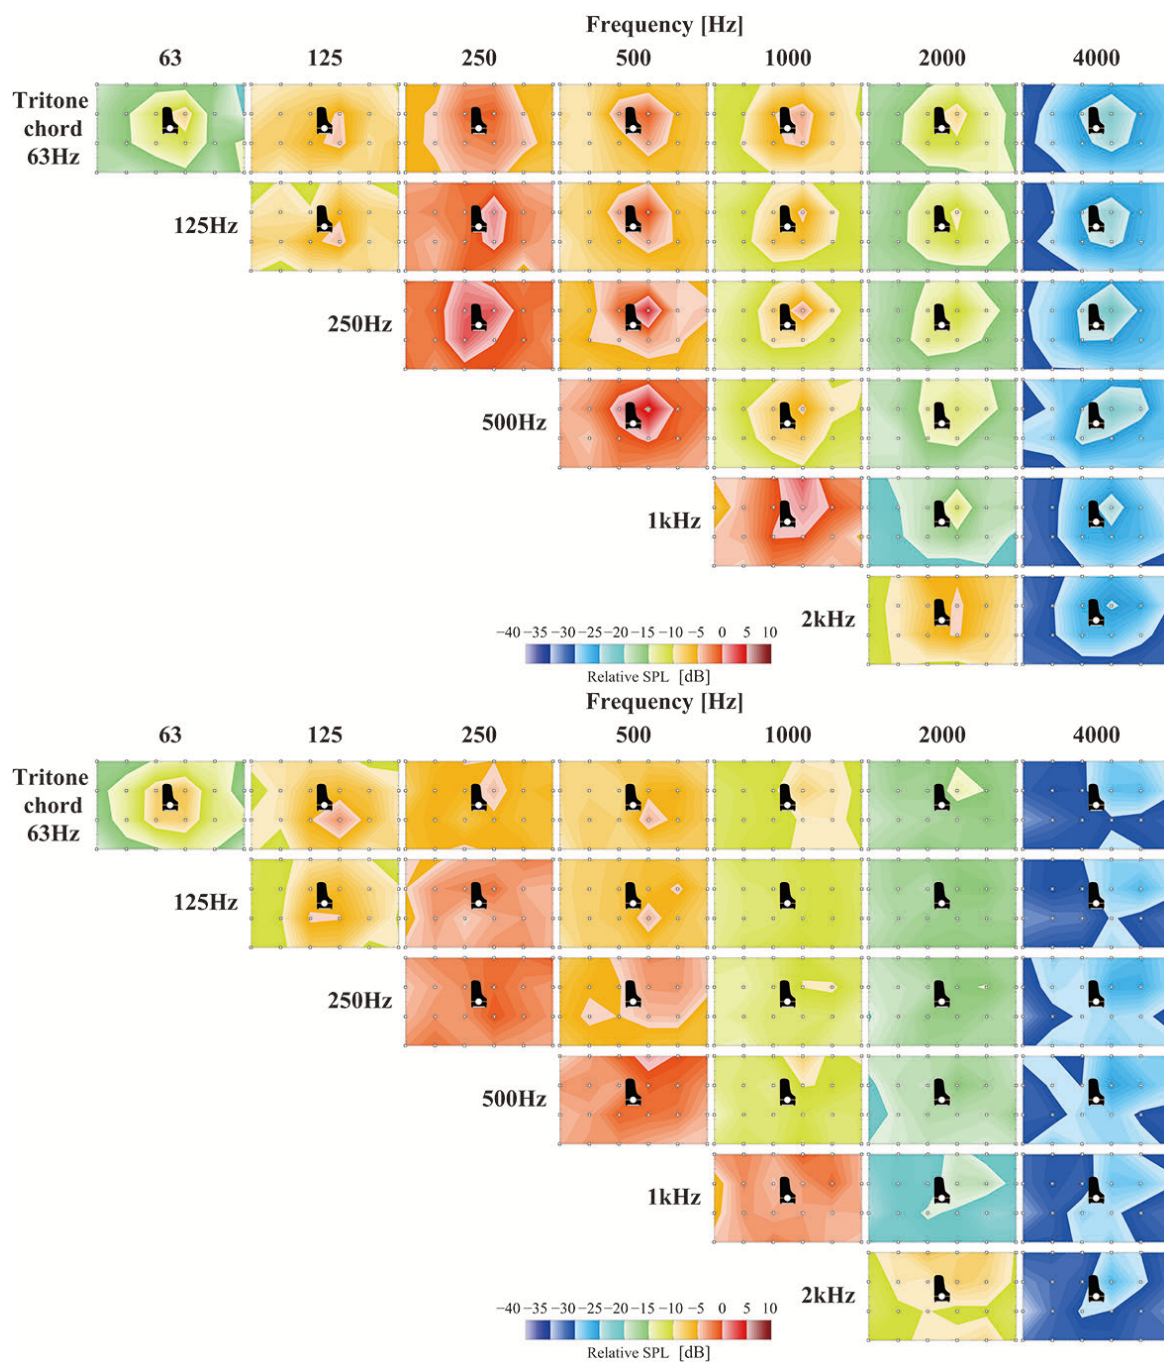 Frequency [Hz]
63 125 250 500 1000 2000 4000
Tritone
chord
63Hz
125Hz
250Hz
500Hz
1kHz
2kHz
−40 −35 −30 −25 −20 −15 −10 −5 0 5 10
Relative SPL [dB]
Frequency [Hz]
63 125 250 500 1000 2000 4000
Tritone
chord
63Hz
125Hz
250Hz
500Hz
1kHz
2kHz
−40 −35 −30 −25 −20 −15 −10 −5 0 5 10
Relative SPL [dB]